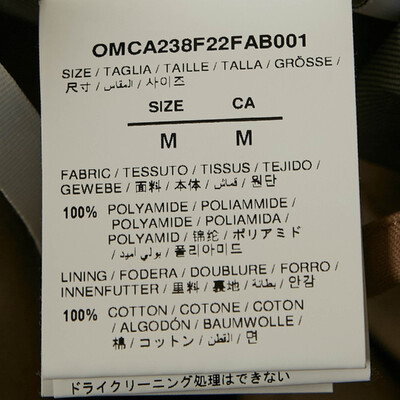 OMCA238F22FAB001
SIZE / TAGLIA / TAILLE / TALLA / GRÖSSE /
尺寸 / المقاس / 사이즈
SIZE CA
M M
FABRIC / TESSUTO / TISSUS / TEJIDO /
GEWEBE / 面料 / 本体 / قماش / 원단
100% POLYAMIDE / POLIAMMIDE /
POLYAMIDE / POLIAMIDA /
POLYAMID / 锦纶 / ポリアミド
/ بولي أميد / 폴리아미드
LINING / FODERA / DOUBLURE / FORRO /
INNENFUTTER / 里料 / 裏地 / بطانة / 안감
100% COTTON / COTONE / COTON
/ ALGODÓN / BAUMWOLLE /
棉 / コットン / القطن / 면
ドライクリーニング処理はできない